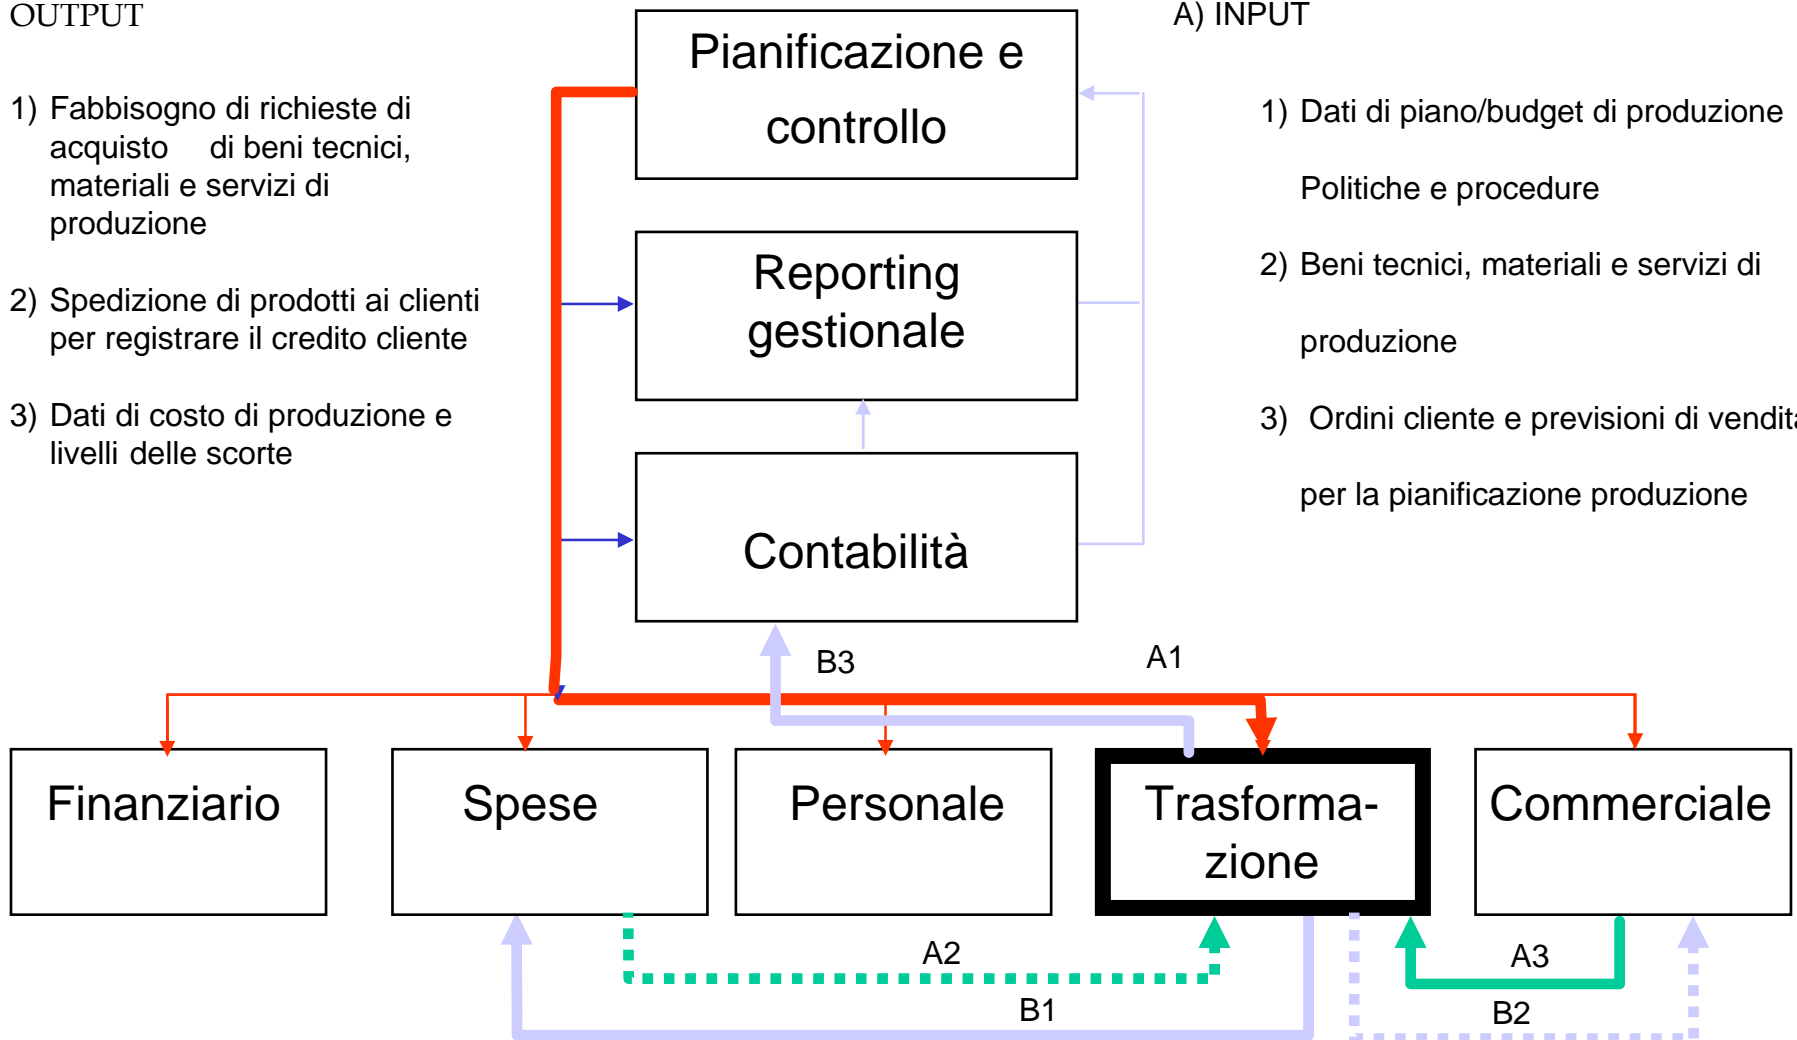 OUTPUT
1) Fabbisogno di richieste di
acquisto di beni tecnici,
materiali e servizi di
produzione
2) Spedizione di prodotti ai clienti
per registrare il credito cliente
3) Dati di costo di produzione e
livelli delle scorte
Pianificazione e
controllo
Reporting
gestionale
Contabilità
A) INPUT
1) Dati di piano/budget di produzione
Politiche e procedure
2) Beni tecnici, materiali e servizi di
produzione
3) Ordini cliente e previsioni di vendita
per la pianificazione produzione
B3
A1
Finanziario
Spese
Personale
Trasforma-
zione
Commerciale
A2
A3
B1
B2